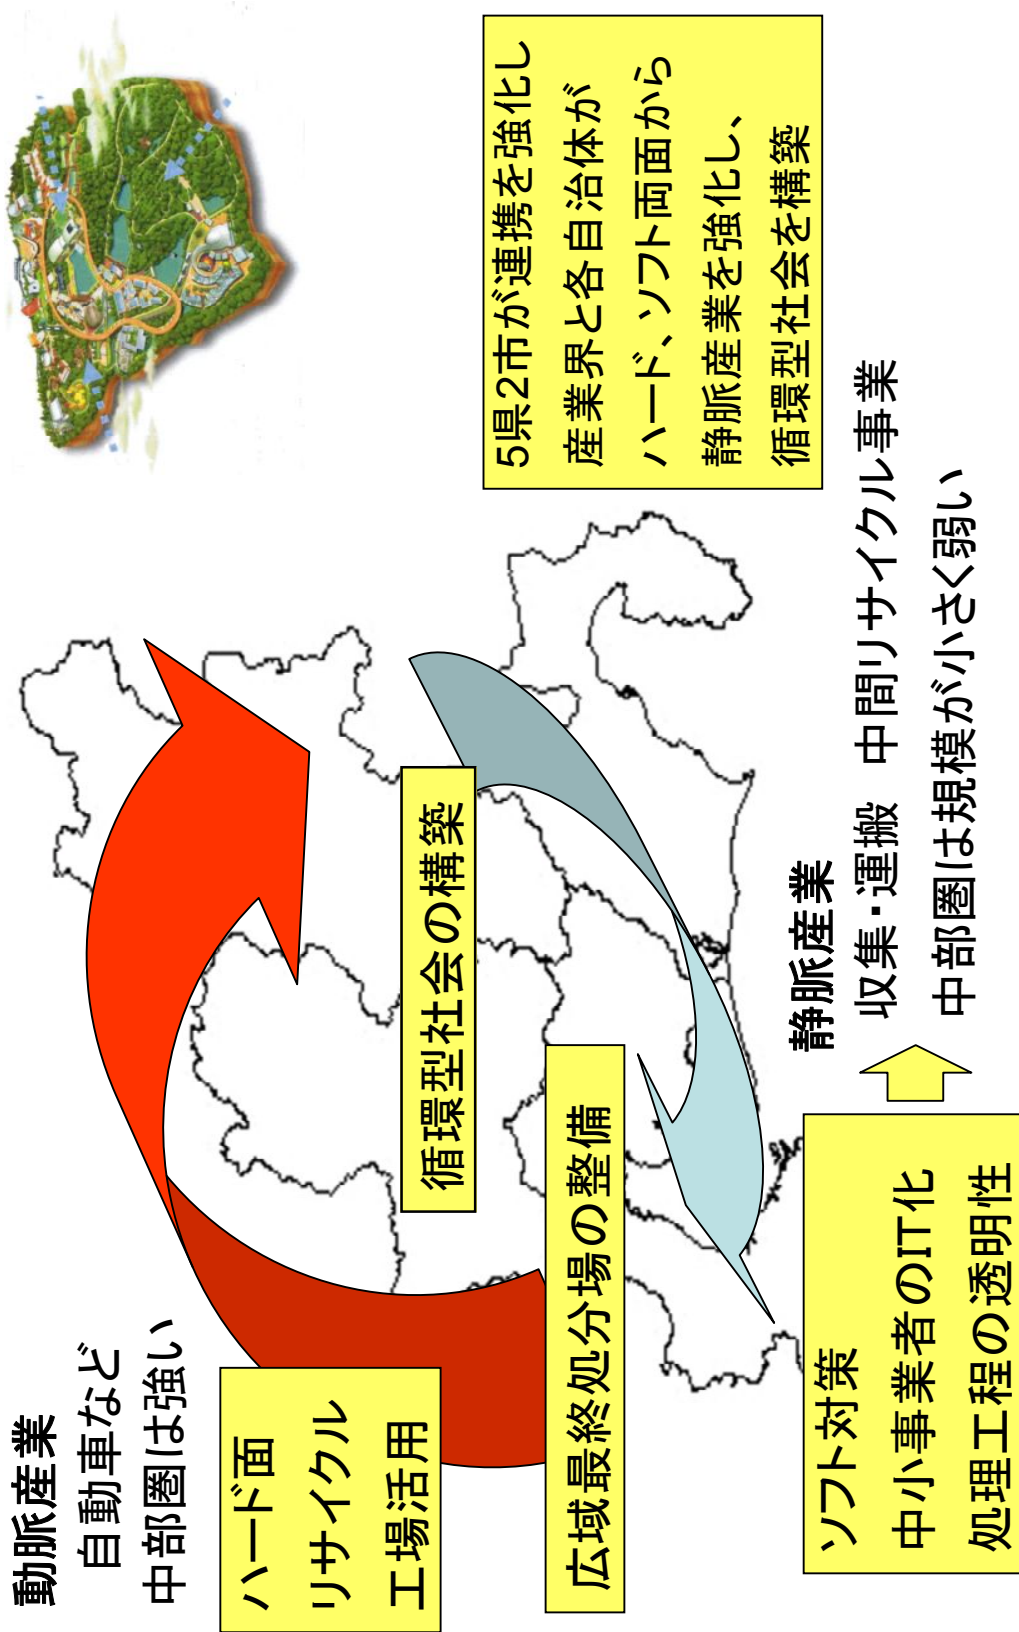 動脈産業
自動車など
中部圏は強い
ハード面
リサイクル
工場活用
循環型社会の構築
広域最終処分場の整備
5県2市が連携を強化し
産業界と各自治体が
ハード、ソフト両面から
静脈産業を強化し、
循環型社会を構築
静脈産業
収集・運搬　中間リサイクル事業
中部圏は規模が小さく弱い
ソフト対策
中小事業者のIT化
処理工程の透明性